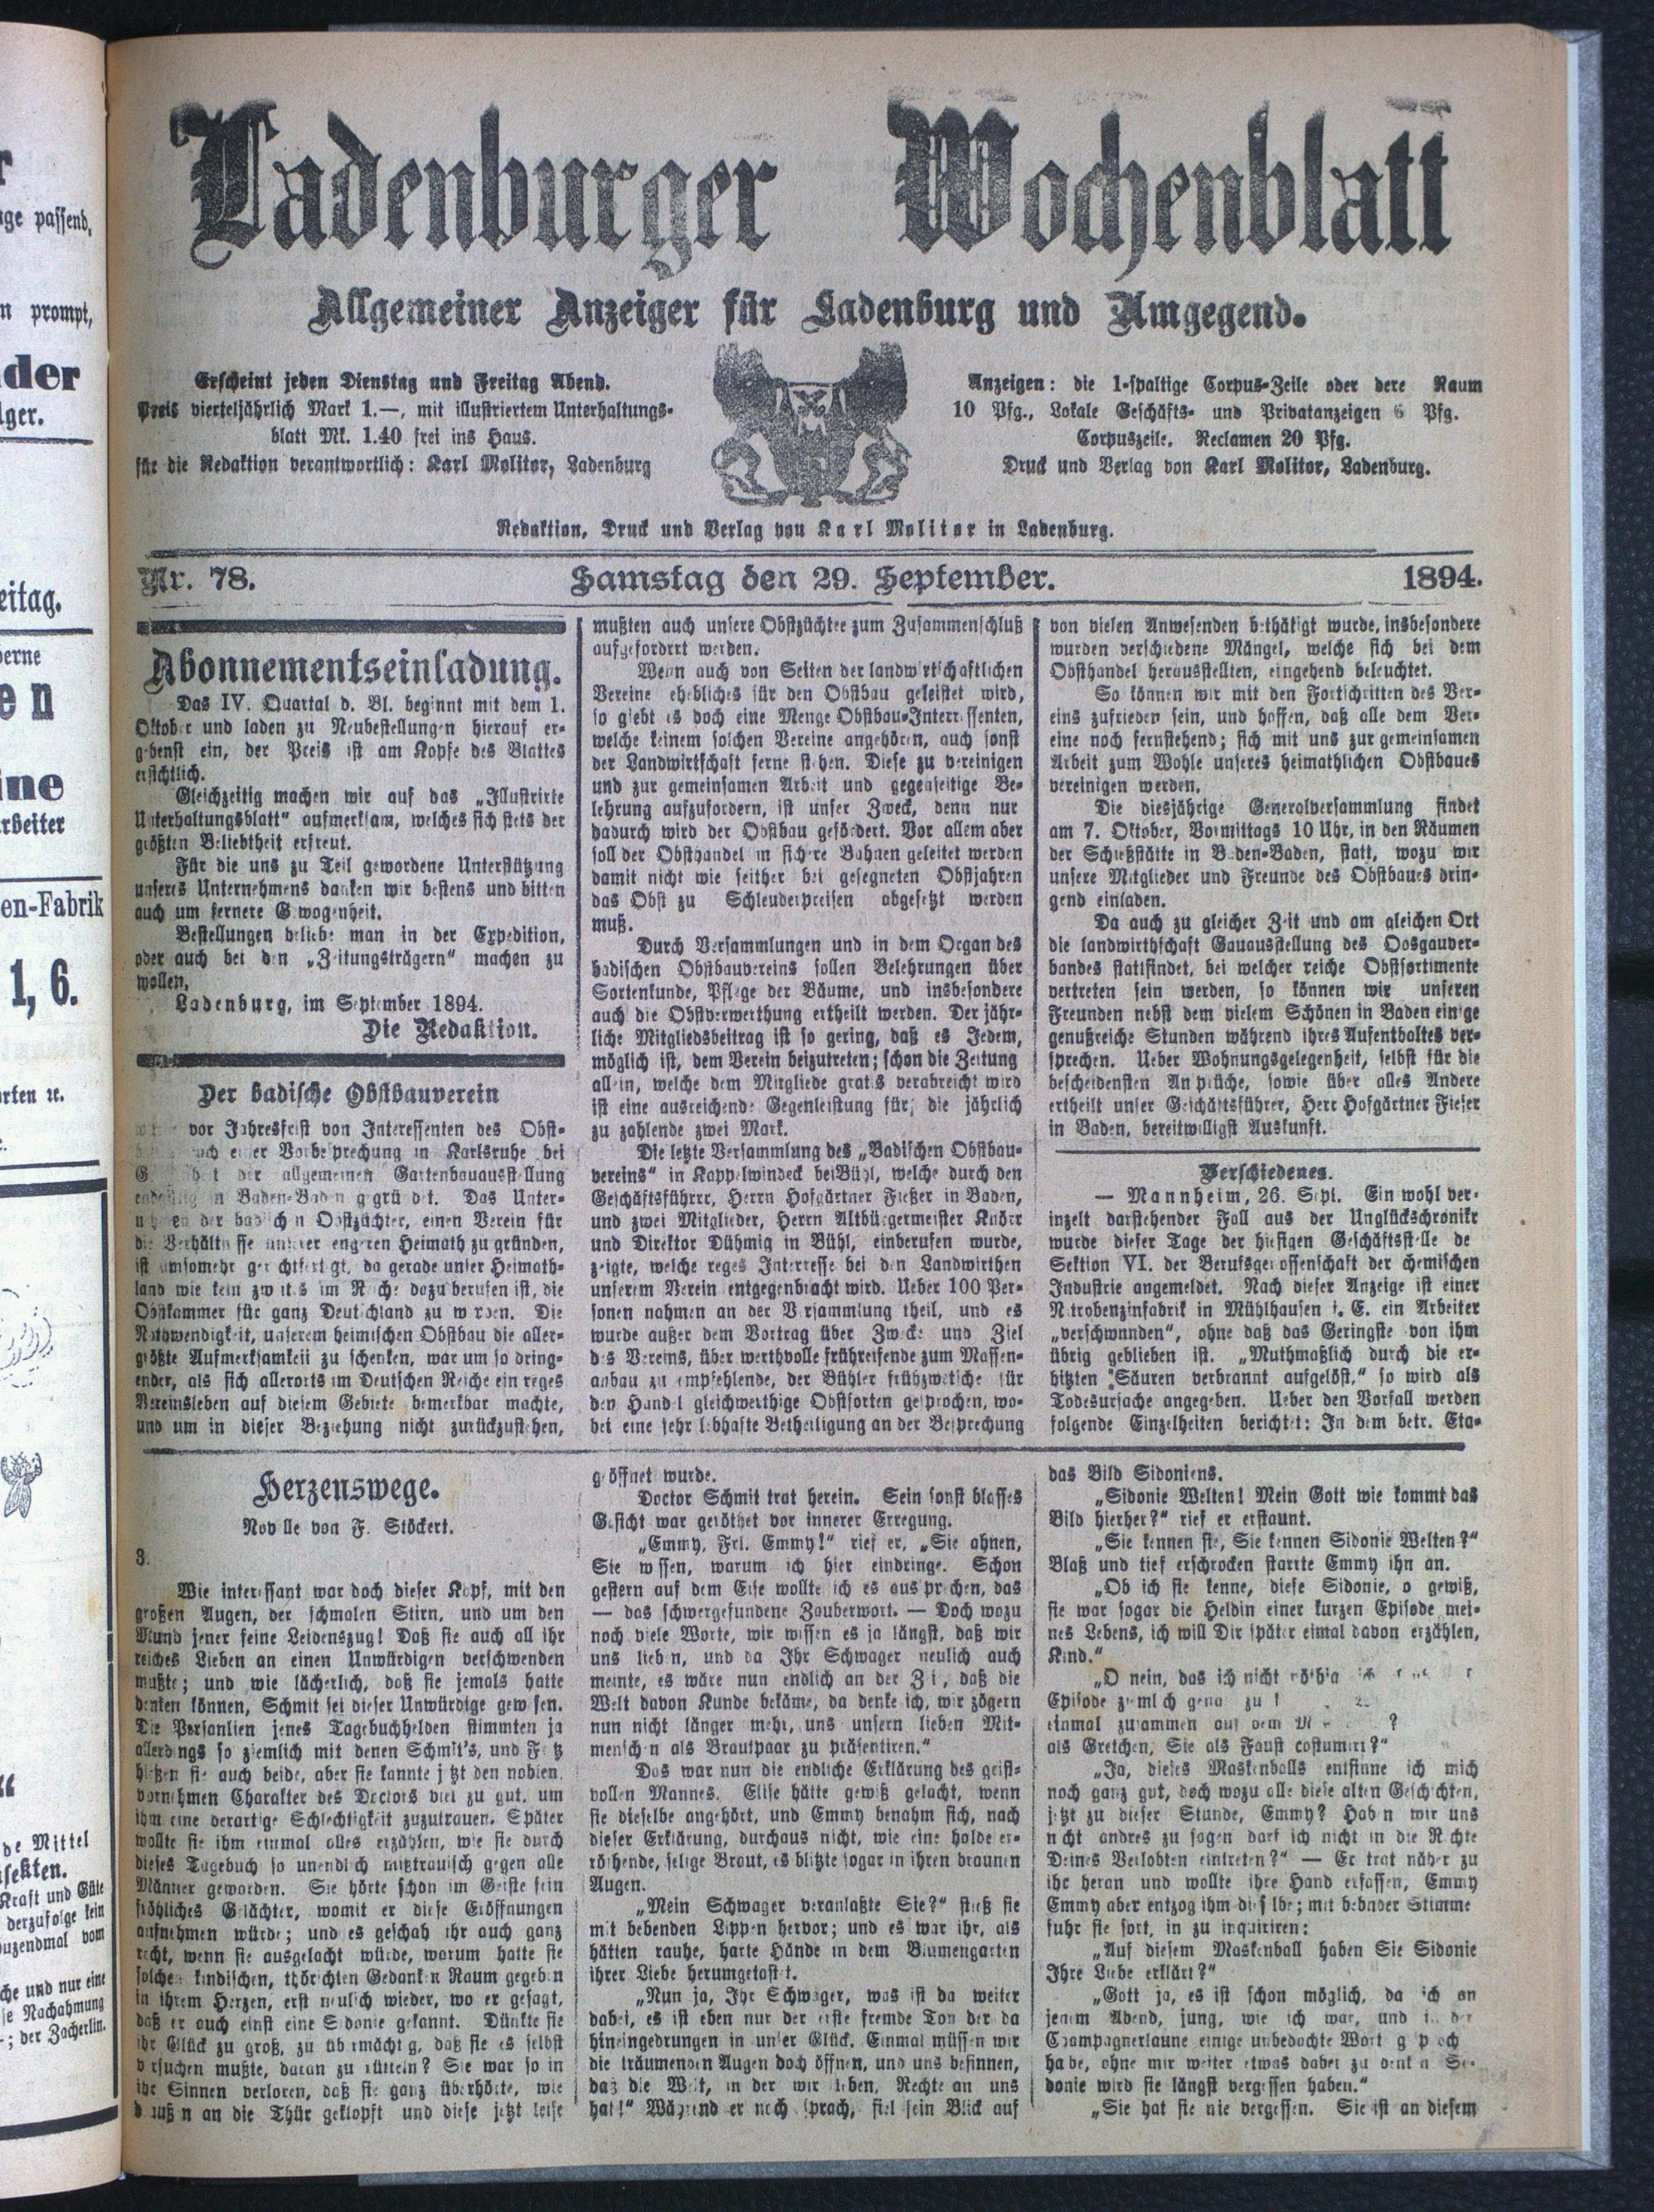 Ladenburger Wochenblatt
Allgemeiner Anzeiger für Ladenburg und Umgegend.
Erscheint jeden Dienstag und Freitag Abend.
Preis vierteljährlich Mark 1.—, mit illustriertem Unterhaltungs-
blatt Mk. 1.40 frei ins Haus.
für die Redaktion verantwortlich: Karl Molitor, Ladenburg
Anzeigen: die 1-spaltige Corpus-Zeile oder dere Raum
10 Pfg., Lokale Geschäfts- und Privatanzeigen 6 Pfg.
Corpuszeile. Reclamen 20 Pfg.
Druck und Verlag von Karl Molitor, Ladenburg.
Redaktion, Druck und Verlag von Karl Molitor in Ladenburg.
Nr. 78. Samstag den 29. September. 1894.
Abonnementseinladung.
Das IV. Quartal d. Bl. beginnt mit dem 1.
Oktober und laden zu Neubestellungen hierauf er-
gebenst ein, der Preis ist am Kopfe des Blattes
ersichtlich.
Gleichzeitig machen wir auf das „Illustrirte
Unterhaltungsblatt" aufmerksam, welches sich stets der
größten Beliebtheit erfreut.
Für die uns zu Teil gewordene Unterstützung
unseres Unternehmens danken wir bestens und bitten
auch um fernere Gewogenheit.
Bestellungen beliebe man in der Expedition,
oder auch bei den „Zeitungsträgern" machen zu
wollen.
Ladenburg, im September 1894.
Die Redaktion.
Der badische Obstbauverein
vor Jahresfrist von Interessenten des Obst-
einer Vorbesprechung in Karlsruhe bei
der allgemeinen Gartenbauausstellung
in Baden-Baden gegründet. Das Unter-
der badischen Obstzüchter, einen Verein für
die Verhältnisse unserer engeren Heimath zu gründen,
ist umsomehr gerechtfertigt, da gerade unser Heimath-
land wie kein zweites im Reiche dazu berufen ist, die
Obstkammer für ganz Deutschland zu werden. Die
Nothwendigkeit, unserem heimischen Obstbau die aller-
größte Aufmerksamkeii zu schenken, war um so dring-
ender, als sich allerorts im Deutschen Reiche ein reges
Vereinsleben auf diesem Gebiete bemerkbar machte,
und um in dieser Beziehung nicht zurückzustehen,
mußten auch unsere Obstzüchter zum Zusammenschluß
aufgefordert werden.
Wenn auch von Seiten der landwirtschaftlichen
Vereine ehebliches für den Obstbau geleistet wird,
so giebt es doch eine Menge Obstbau-Interessenten,
welche keinem solchen Vereine angehören, auch sonst
der Landwirtschaft ferne stehen. Diese zu vereinigen
und zur gemeinsamen Arbeit und gegenseitige Be-
lehrung aufzufordern, ist unser Zweck, denn nur
dadurch wird der Obstbau gefördert. Vor allem aber
soll der Obsthandel in sichere Bahnen geleitet werden
damit nicht wie seither bei gesegneten Obstjahren
das Obst zu Schleuderpreisen abgesetzt werden
muß.
Durch Versammlungen und in dem Organ des
badischen Obstbauvereins sollen Belehrungen über
Sortenkunde, Pflege der Bäume, und insbesondere
auch die Obstverwerthung ertheilt werden. Der jähr-
liche Mitgliedsbeitrag ist so gering, daß es Jedem,
möglich ist, dem Verein beizutreten; schon die Zeitung
allein, welche dem Mitgliede gratis verabreicht wird
ist eine ausreichende Gegenleistung für, die jährlich
zu zahlende zwei Mark.
Die letzte Versammlung des „Badischen Obstbau-
vereins" in Kappelwindeck bei Bühl, welche durch den
Geschäftsführer, Herrn Hofgärtner Fießer in Baden,
und zwei Mitglieder, Herrn Altbürgermeister Knörr
und Direktor Dühmig in Bühl, einberufen wurde,
zeigte, welche reges Interresse bei den Landwirthen
unserem Verein entgegenbracht wird. Ueber 100 Per-
sonen nahmen an der Versammlung theil, und es
wurde außer dem Vortrag über Zwecke und Ziel
des Vereins, über werthvolle frühreifende zum Massen-
anbau zu empfehlende, der Bühler frühzwetsche für
den Handel gleichwerthige Obstsorten gesprochen, wo-
bei eine sehr lebhafte Betheiligung an der Besprechung
von vielen Anwesenden bethätigt wurde, insbesondere
wurden verschiedene Mängel, welche sich bei dem
Obsthandel herausstellten, eingehend beleuchtet.
So können wir mit den Fortschritten des Ver-
eins zufrieden sein, und hoffen, daß alle dem Ver-
eine noch fernstehend; sich mit uns zur gemeinsamen
Arbeit zum Wohle unseres heimathlichen Obstbaues
vereinigen werden.
Die diesjährige Generalversammlung findet
am 7. Oktober, Vormittags 10 Uhr, in den Räumen
der Schießstätte in Baden-Baden, statt, wozu wir
unsere Mitglieder und Freunde des Obstbaues drin-
gend einladen.
Da auch zu gleicher Zeit und am gleichen Ort
die landwirthschaft Gauausstellung des Oosgauver-
bandes stattfindet, bei welcher reiche Obstsortimente
vertreten sein werden, so können wir unseren
Freunden nebst dem vielem Schönen in Baden einige
genußreiche Stunden während ihres Aufenthaltes ver-
sprechen. Ueber Wohnungsgelegenheit, selbst für die
bescheidensten Ansprüche, sowie über alles Andere
ertheilt unser Geschäftsführer, Herr Hofgärtner Fieser
in Baden, bereitwilligst Auskunft.
Verschiedenes.
— Mannheim, 26. Sept. Ein wohl ver-
inzelt darstehender Fall aus der Unglückschronikr
wurde dieser Tage der hiesigen Geschäftsstelle de
Sektion VI. der Berufsgenossenschaft der chemischen
Industrie angemeldet. Nach dieser Anzeige ist einer
Nitrobenzinfabrik in Mühlhausen i. E. ein Arbeiter
„verschwnnden", ohne daß das Geringste von ihm
übrig geblieben ist. „Muthmaßlich durch die er-
hitzten Säuren verbrannt aufgelöst," so wird als
Todesursache angegeben. Ueber den Vorfall werden
folgende Einzelheiten berichtet: In dem betr. Eta-
Herzenswege.
Novelle von F. Stöckert.
3.
Wie interessant war doch dieser Kopf, mit den
großen Augen, der schmalen Stirn, und um den
Mund jener feine Leidenszug! Daß sie auch all ihr
reiches Lieben an einen Unwürdigen verschwenden
mußte; und wie lächerlich, daß sie jemals hatte
denken können, Schmit sei dieser Unwürdige gewesen.
Die Persanlien jenes Tagebuchhelden stimmten ja
allerdings so ziemlich mit denen Schmit's, und Fritz
hießen sie auch beide, aber sie kannte jetzt den noblen,
vornehmen Charakter des Doctors viel zu gut, um
ihm eine derartige Schlechtigkeit zuzutrauen. Später
wollte sie ihm einmal alles erzählen, wie sie durch
dieses Tagebuch so unendlich mißtrauisch gegen alle
Männer geworden. Sie hörte schon im Geiste sein
fröhliches Gelächter, womit er diese Eröffnungen
aufnehmen würde; und es geschah ihr auch ganz
recht, wenn sie ausgelacht würde, warum hatte sie
solchen kindischen, thörichten Gedanken Raum gegeben
in ihrem Herzen, erst neulich wieder, wo er gesagt,
daß er auch einst eine Sidonie gekannt. Dünkte sie
ihr Glück zu groß, zu übermächtig, daß sie es selbst
versuchen mußte, daran zu rütteln? Sie war so in
ihr Sinnen verloren, daß sie ganz überhörte, wie
draußen an die Thür geklopft und diese jetzt leise
geöffnet wurde.
Doctor Schmit trat herein. Sein sonst blasses
Gesicht war geröthet vor innerer Erregung.
„Emmy, Frl. Emmy!" rief er, „Sie ahnen,
Sie wissen, warum ich hier eindringe. Schon
gestern auf dem Eise wollte ich es aussprechen, das
— das schwergefundene Zauberwort. — Doch wozu
noch viele Worte, wir wissen es ja längst, daß wir
uns lieben, und da Ihr Schwager neulich auch
meinte, es wäre nun endlich an der Zeit, daß die
Welt davon Kunde bekäme, da denke ich, wir zögern
nun nicht länger mehr, uns unsern lieben Mit-
menschen als Brautpaar zu präsentiren."
Das war nun die endliche Erklärung des geist-
vollen Mannes. Elise hätte gewiß gelacht, wenn
sie dieselbe angehört, und Emmy benahm sich, nach
dieser Erklärung, durchaus nicht, wie eine holde er-
röthende, selige Braut, es blitzte sogar in ihren braunen
Augen.
„Mein Schwager veranlaßte Sie?" stieß sie
mit bebenden Lippen hervor; und es war ihr, als
hätten rauhe, harte Hände in dem Blumengarten
ihrer Liebe herumgetastet.
„Nun ja, Ihr Schwager, was ist da weiter
dabei, es ist eben nur der erste fremde Ton der da
hineingedrungen in unser Glück. Einmal müssen wir
die träumenden Augen doch öffnen, und uns besinnen,
daß die Welt, in der wir leben, Rechte an uns
hat!" Während er noch sprach, fiel sein Blick auf
das Bild Sidoniens.
„Sidonie Welten! Mein Gott wie kommt das
Bild hierher?" rief er erstaunt.
„Sie kennen sie, Sie kennen Sidonie Welten?"
Blaß und tief erschrocken starrte Emmy ihn an.
„Ob ich sie kenne, diese Sidonie, o gewiß,
sie war sogar die Heldin einer kurzen Episode mei-
nes Lebens, ich will Dir später eimal davon erzählen,
Kind."
„O nein, das ich nicht
Episode ziemlich
einmal zusammen auf dem
als Gretchen, Sie als Faust costumirt?"
„Ja, dieses Maskenballs entsinne ich mich
noch ganz gut, doch wozu alle diese alten Geschichten,
jetzt zu dieser Stunde, Emmy? Haben wir uns
nicht andres zu sagen darf ich nicht in die Rechte
Deines Verlobten eintreten?" — Er trat näher zu
ihr heran und wollte ihre Hand erfassen, Emmy
Emmy aber entzog ihm dieselbe; mit bebnder Stimme
fuhr sie fort, in zu inquiriren:
„Auf diesem Maskenball haben Sie Sidonie
Ihre Liebe erklärt?"
„Gott ja, es ist schon möglich, da ich an
jenem Abend, jung, wie ich war, und in der
Champagnerlaune einige unbedachte Wort gesproch
habe, ohne mir weiter etwas dabei zu denken Si-
donie wird sie längst vergessen haben."
„Sie hat sie nie vergessen. Sie ist an diesem